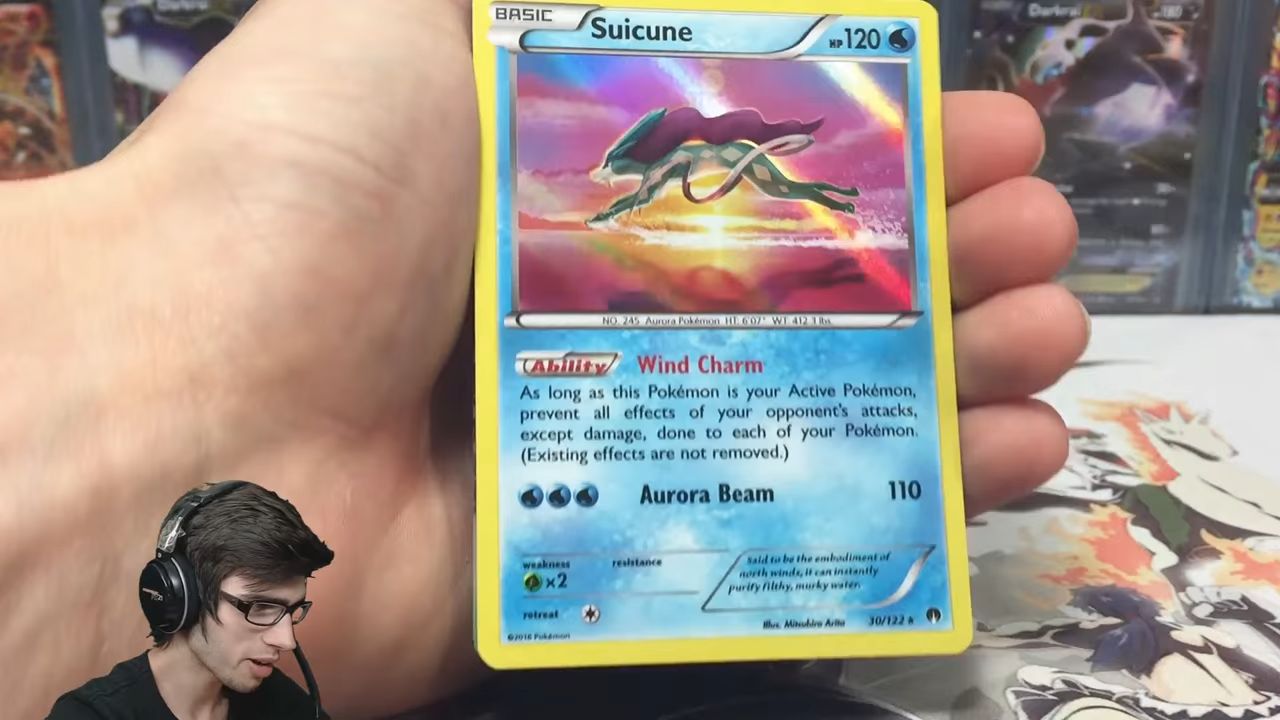 BASIC
Suicune
HP 120
NO. 245 Aurora Pokémon HT: 6'07" WT: 412.3 lbs.
Ability Wind Charm
As long as this Pokémon is your Active Pokémon,
prevent all effects of your opponent's attacks,
except damage, done to each of your Pokémon.
(Existing effects are not removed.)
Aurora Beam 110
weakness
resistance
×2
Said to be the embodiment of
north winds, it can instantly
purify filthy, murky water.
retreat
Illus. Mitsuhiro Arita
30/122
©2016 Pokémon
Darkrai